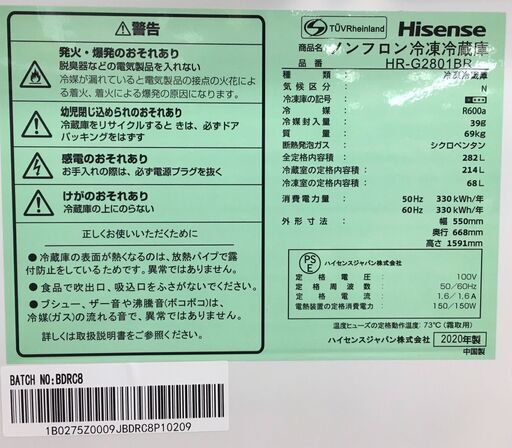 警告
発火・爆発のおそれあり
脱臭器などの電気製品を入れない
冷媒が漏れていると電気製品の接点の火花に
よる着火、着火による爆発の原因になります。
幼児閉じ込められのおそれあり
冷蔵庫をリサイクルするときは、必ずドア
パッキングをはずす
感電のおそれあり
お手入れの際は、必ず電源プラグを抜く
けがのおそれあり
冷蔵庫の上にのらない
正しくお使いいただくために
●冷蔵庫の表面が熱くなるのは、放熱パイプで露
付防止をしているためです。異常ではありません。
●食品で吹出口、吸込口をふさがないでください。
●ブシュー、ザー音や沸騰音(ボコボコ)は、
冷媒(ガス)の流れる音で、異常ではありません。
詳しくは取扱説明書をご参照ください。
TÜVRheinland
Hisense
品名 ノンフロン冷凍冷蔵庫
品番 HR-G2801BR
種類 冷凍冷蔵庫
気候区分 N
冷凍庫の記号
冷媒 R600a
冷媒封入量 39g
質量 69kg
断熱発泡ガス シクロペンタン
全定格内容積 282L
冷蔵室の定格内容積 214L
冷凍室の定格内容積 68L
消費電力量 50Hz 330kWh/年
60Hz 330kWh/年
外形寸法 幅 550mm
奥行 668mm
高さ 1591mm
PSE ハイセンスジャパン株式会社
定格電圧 100V
定格周波数 50/60Hz
定格電流 1.6/1.6A
電熱装置の定格消費電力 150/150W
温度ヒューズの定格動作温度: 73℃(霜取用)
ハイセンスジャパン株式会社 2020年製
中国製
BATCH NO:BDRC8
1B0275Z0009JBDRC8P10209